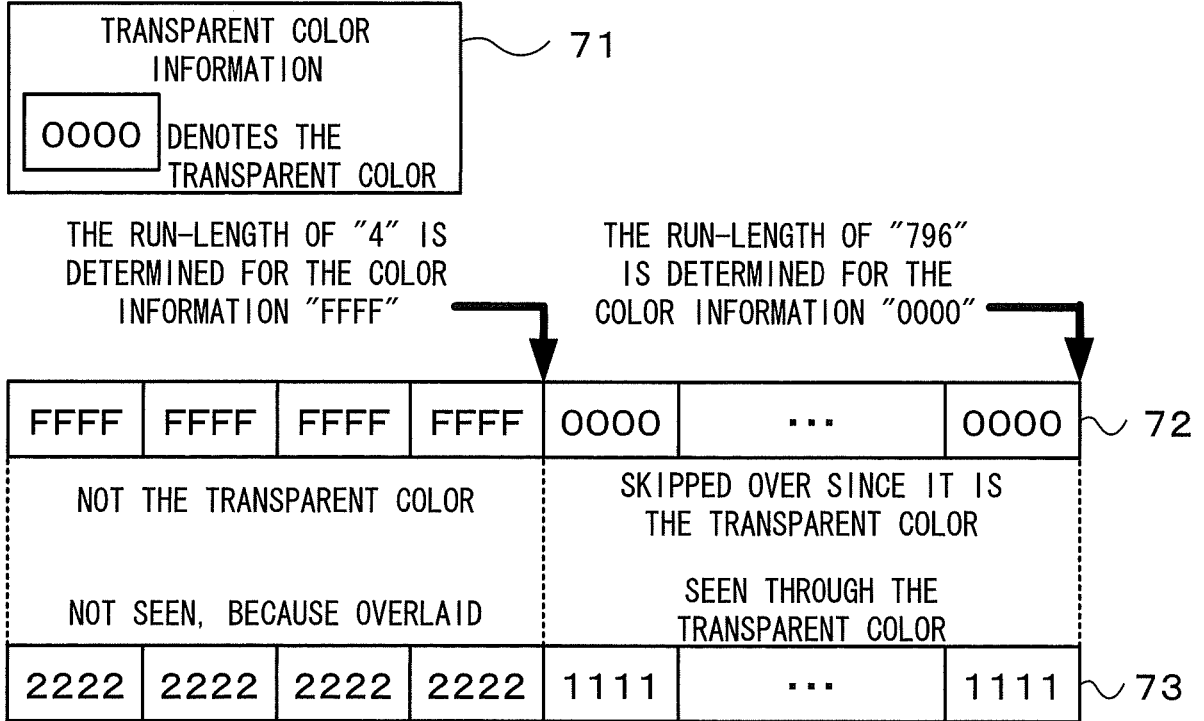 TRANSPARENT COLOR
INFORMATION
71
0000 DENOTES THE
TRANSPARENT COLOR
THE RUN-LENGTH OF "4" IS
DETERMINED FOR THE COLOR
INFORMATION "FFFF"
THE RUN-LENGTH OF "796"
IS DETERMINED FOR THE
COLOR INFORMATION "0000"
FFFF FFFF FFFF FFFF 0000 ... 0000 72
NOT THE TRANSPARENT COLOR
SKIPPED OVER SINCE IT IS
THE TRANSPARENT COLOR
NOT SEEN, BECAUSE OVERLAID
SEEN THROUGH THE
TRANSPARENT COLOR
2222 2222 2222 2222 1111 ... 1111 73